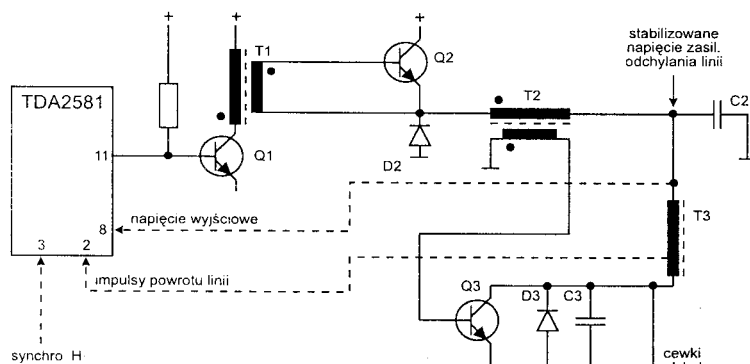 + + +
stabilizowane
napięcie zasil.
odchylania linii
T1
Q2
TDA2581
T2
C2
11
Q1
D2
napięcie wyjściowe
8
T3
3 2
impulsy powrotu linii
Q3
D3
C3
synchro H
cewki